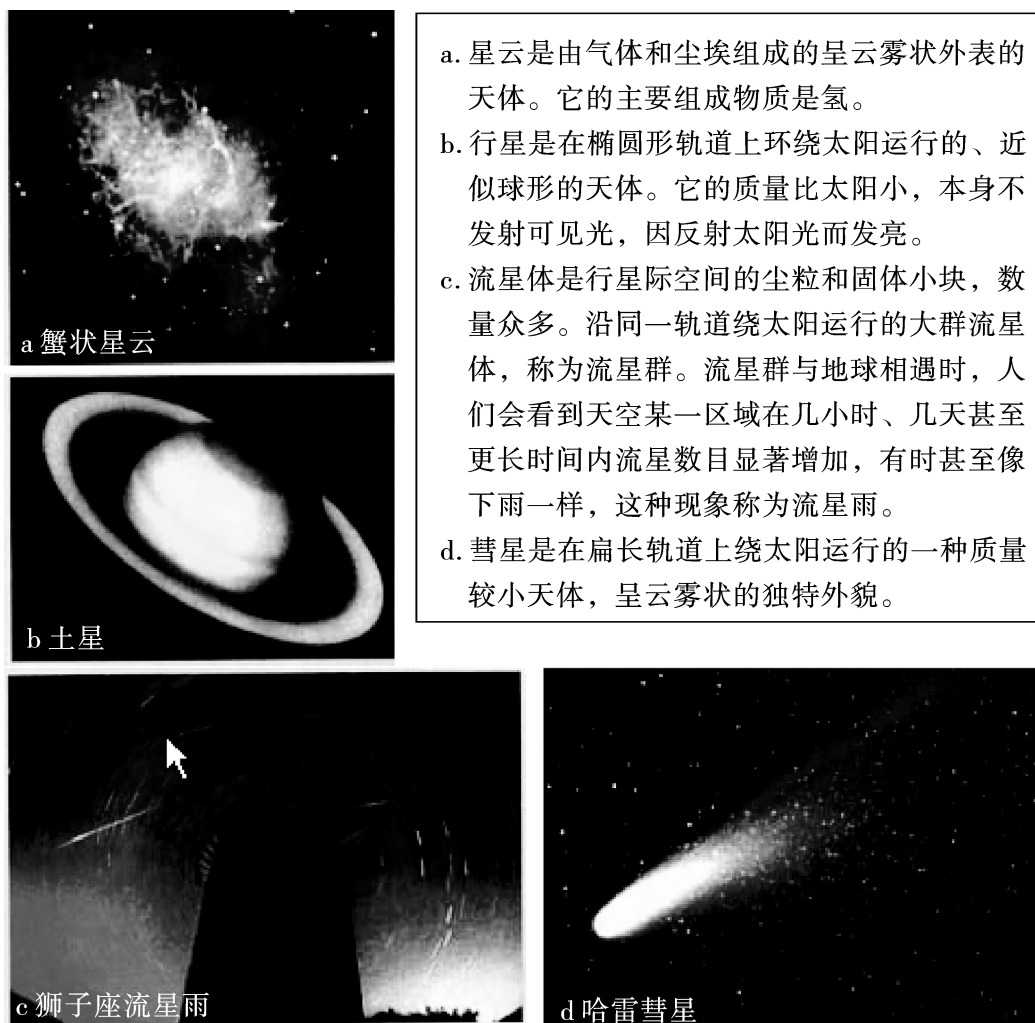 a. 星云是由气体和尘埃组成的呈云雾状外表的
天体。它的主要组成物质是氢。
b. 行星是在椭圆形轨道上环绕太阳运行的、近
似球形的天体。它的质量比太阳小，本身不
发射可见光，因反射太阳光而发亮。
c. 流星体是行星际空间的尘粒和固体小块，数
量众多。沿同一轨道绕太阳运行的大群流星
体，称为流星群。流星群与地球相遇时，人
们会看到天空某一区域在几小时、几天甚至
更长时间内流星数目显著增加，有时甚至像
下雨一样，这种现象称为流星雨。
d. 彗星是在扁长轨道上绕太阳运行的一种质量
较小天体，呈云雾状的独特外貌。
a 蟹状星云
b 土星
c 狮子座流星雨
d 哈雷彗星